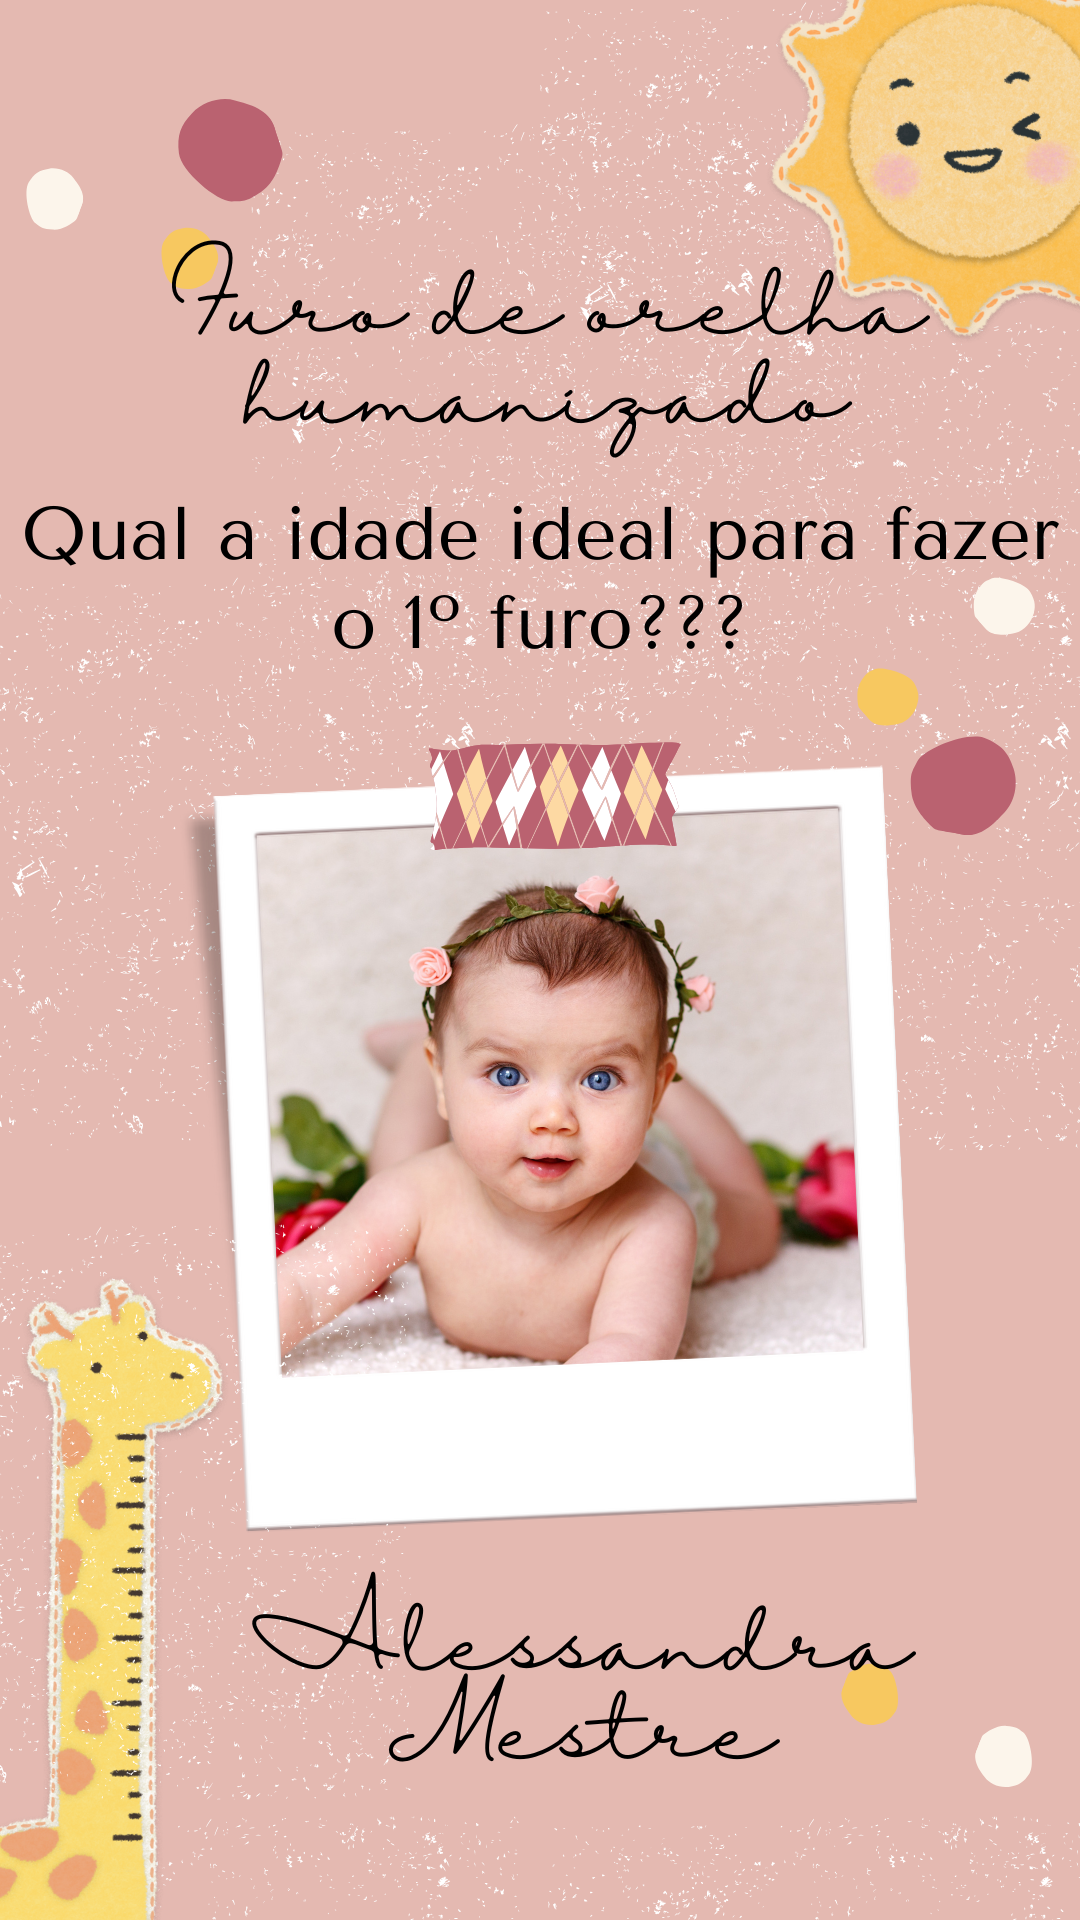 Furo de orelha
humanizado
Qual a idade ideal para fazer
o 1º furo???
Alessandra
Mestre